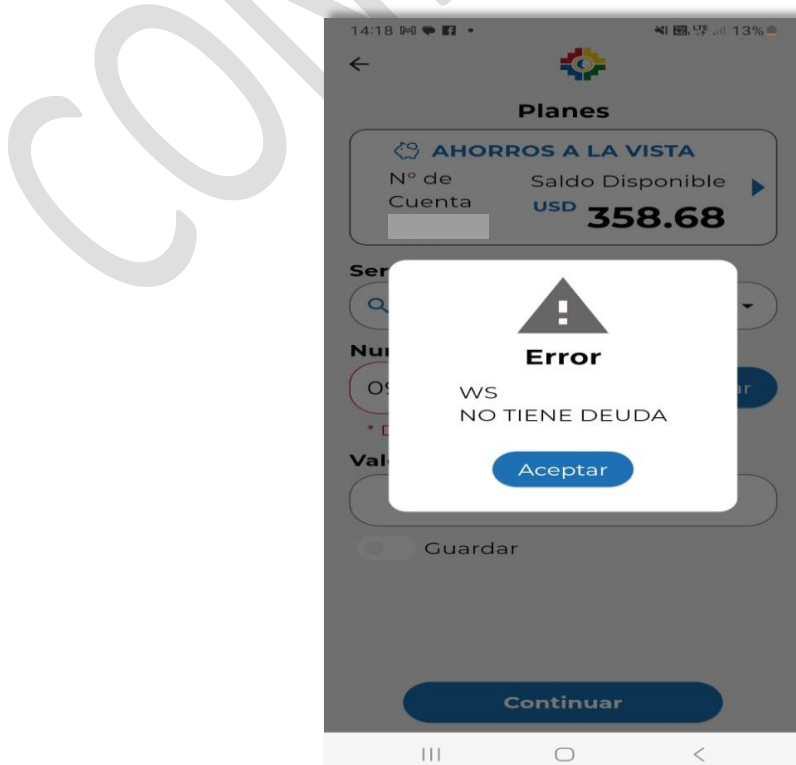 14:18
LTE 13%
Planes
AHORROS A LA VISTA
N° de Saldo Disponible
Cuenta USD 358.68
Error
WS
NO TIENE DEUDA
Aceptar
Guardar
Continuar